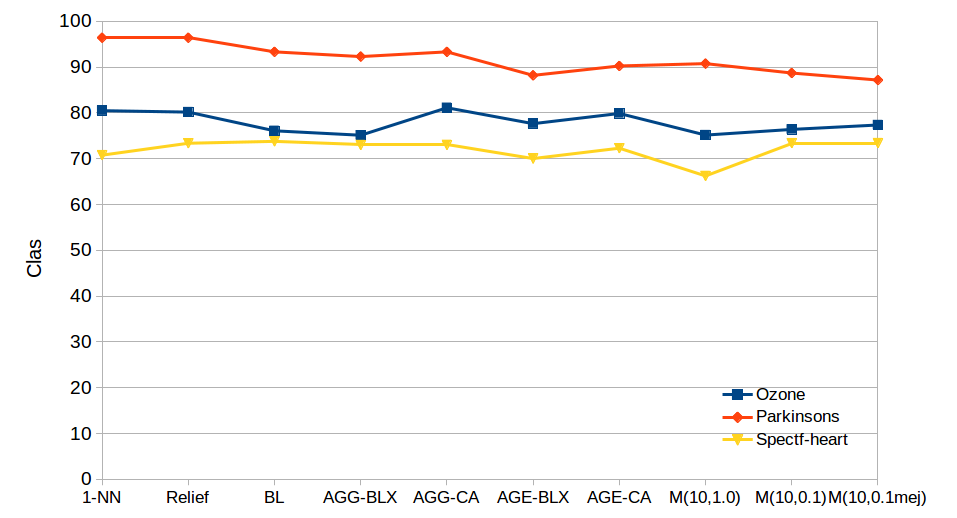 100
90
80
70
60
50
40
30
20
10
0
Clas
Ozone
Parkinsons
Spectf-heart
1-NN Relief BL AGG-BLX AGG-CA AGE-BLX AGE-CA M(10,1.0) M(10,0.1) M(10,0.1mej)